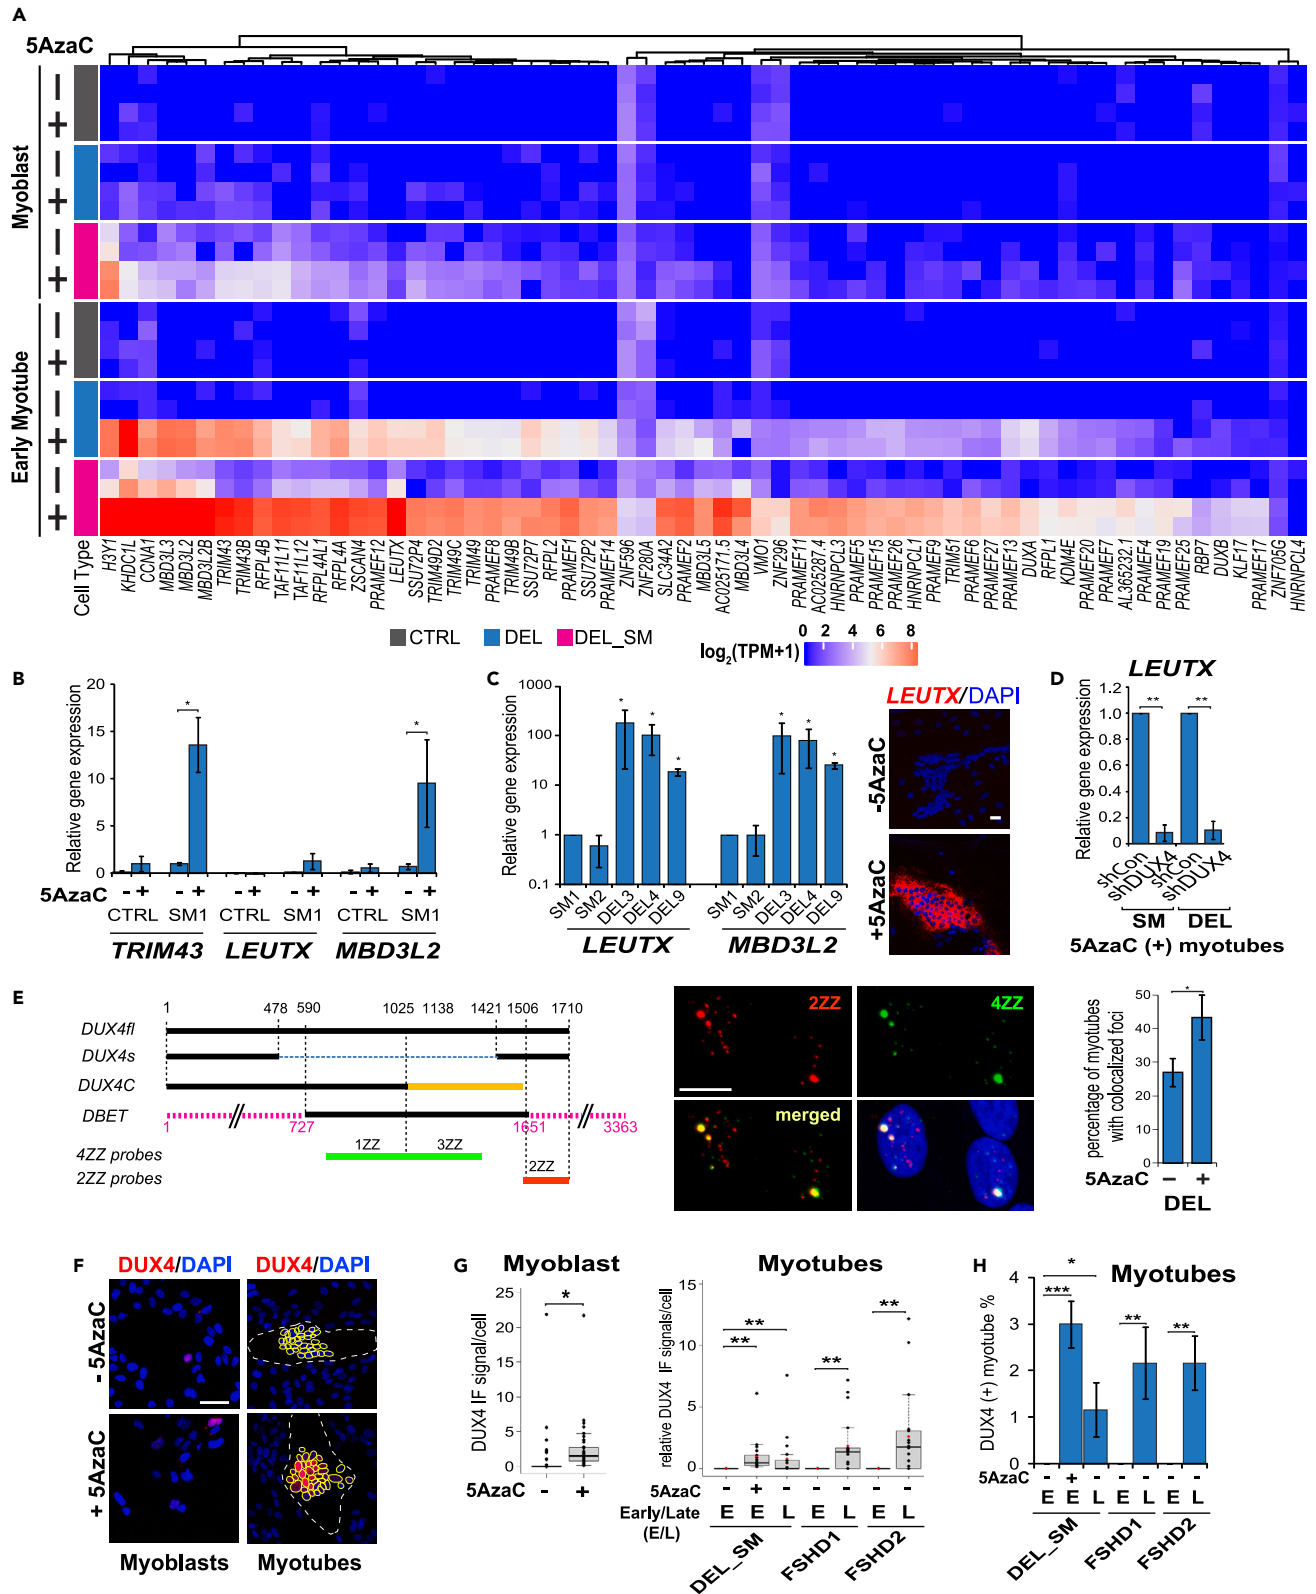 A
5AzaC
Myoblast
− + − + − +
Early Myotube
− + − + − +
Cell Type
H3Y1
KHDC1L
CCNA1
MBD3L3
MBD3L2
MBD3L2B
TRIM43
TRIM43B
RFPL4B
TAF11L11
TAF11L12
RFPL4AL1
RFPL4A
ZSCAN4
PRAMEF12
LEUTX
SSU72P4
TRIM49D2
TRIM49C
TRIM49
PRAMEF8
TRIM49B
SSU72P7
RFPL2
PRAMEF1
SSU72P2
PRAMEF14
ZNF596
ZNF280A
SLC34A2
PRAMEF2
MBD3L5
AC025171.5
MBD3L4
VMO1
ZNF296
PRAMEF11
AC025287.4
HNRNPCL3
PRAMEF5
PRAMEF15
PRAMEF26
HNRNPCL1
PRAMEF9
TRIM51
PRAMEF6
PRAMEF27
PRAMEF13
DUXA
RFPL1
KDM4E
PRAMEF20
PRAMEF7
AL365232.1
PRAMEF4
PRAMEF19
PRAMEF25
RBP7
DUXB
KLF17
PRAMEF17
ZNF705G
HNRNPCL4
CTRL DEL DEL_SM
log2(TPM+1)
0 2 4 6 8
B
Relative gene expression
20
15
10
5
0
* *
5AzaC - + - + - + - + - + - +
CTRL SM1 CTRL SM1 CTRL SM1
TRIM43 LEUTX MBD3L2
C
Relative gene expression
1000
100
10
1
0.1
* * * * * *
SM1 SM2 DEL3 DEL4 DEL9 SM1 SM2 DEL3 DEL4 DEL9
LEUTX MBD3L2
LEUTX/DAPI
-5AzaC
+5AzaC
D
LEUTX
Relative gene expression
1.2
1
0.8
0.6
0.4
0.2
0
** **
shCon shDUX4 shCon shDUX4
SM DEL
5AzaC (+) myotubes
E
1 478 590 1025 1138 1421 1506 1710
DUX4fl
DUX4s
DUX4C
DBET
1 727 1651 3363
4ZZ probes 1ZZ 3ZZ
2ZZ probes 2ZZ
2ZZ
4ZZ
merged
percentage of myotubes
with colocalized foci
50
40
30
20
10
0
*
5AzaC − +
DEL
F
DUX4/DAPI DUX4/DAPI
- 5AzaC
+ 5AzaC
Myoblasts Myotubes
G
Myoblast
DUX4 IF signal/cell
25
20
15
10
5
0
*
5AzaC - +
Myotubes
relative DUX4 IF signals/cell
15
10
5
0
** ** ** **
5AzaC - + - - - - -
Early/Late
(E/L)
E E L E L E L
DEL_SM FSHD1 FSHD2
H
Myotubes
DUX4 (+) myotube %
4
3
2
1
0
* *** ** **
5AzaC - + - - - - -
E E L E L E L
DEL_SM FSHD1 FSHD2